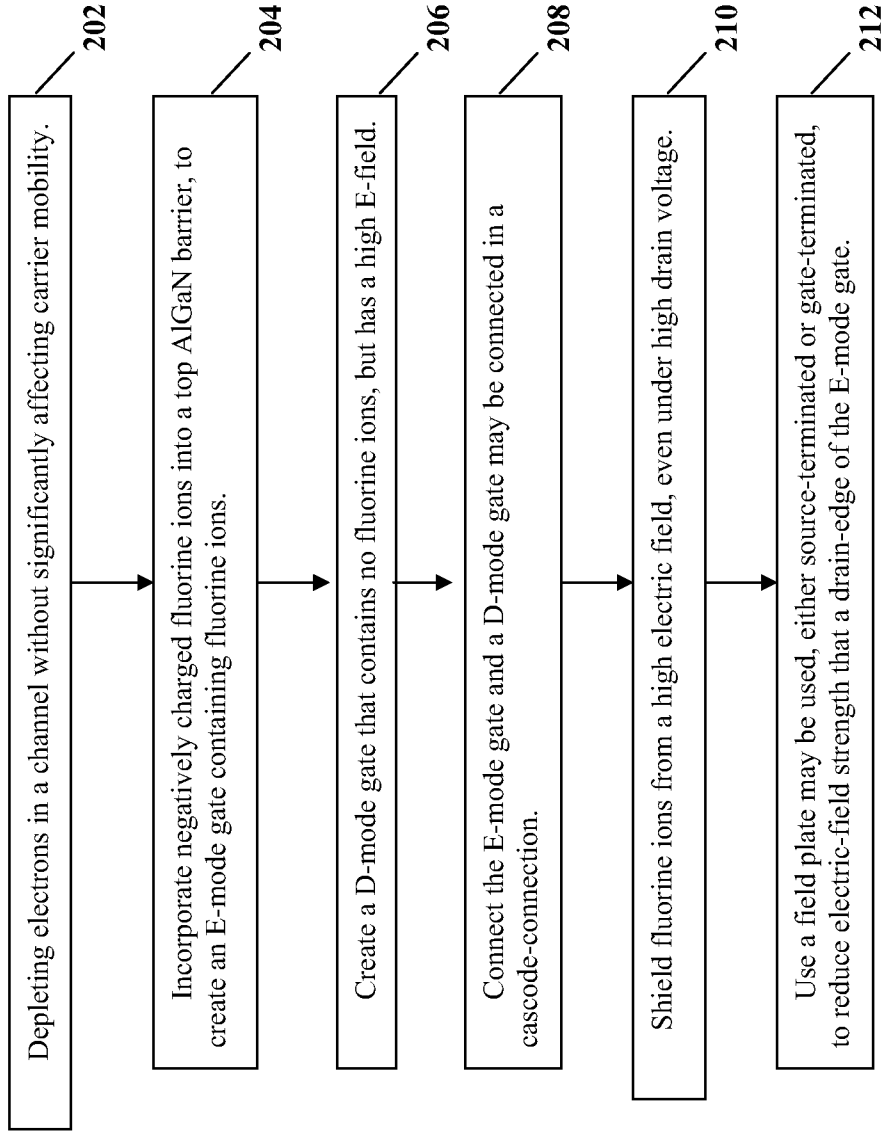 Depleting electrons in a channel without significantly affecting carrier mobility.
202
Incorporate negatively charged fluorine ions into a top AlGaN barrier, to
create an E-mode gate containing fluorine ions.
204
Create a D-mode gate that contains no fluorine ions, but has a high E-field.
206
Connect the E-mode gate and a D-mode gate may be connected in a
cascode-connection.
208
Shield fluorine ions from a high electric field, even under high drain voltage.
210
Use a field plate may be used, either source-terminated or gate-terminated,
to reduce electric-field strength that a drain-edge of the E-mode gate.
212